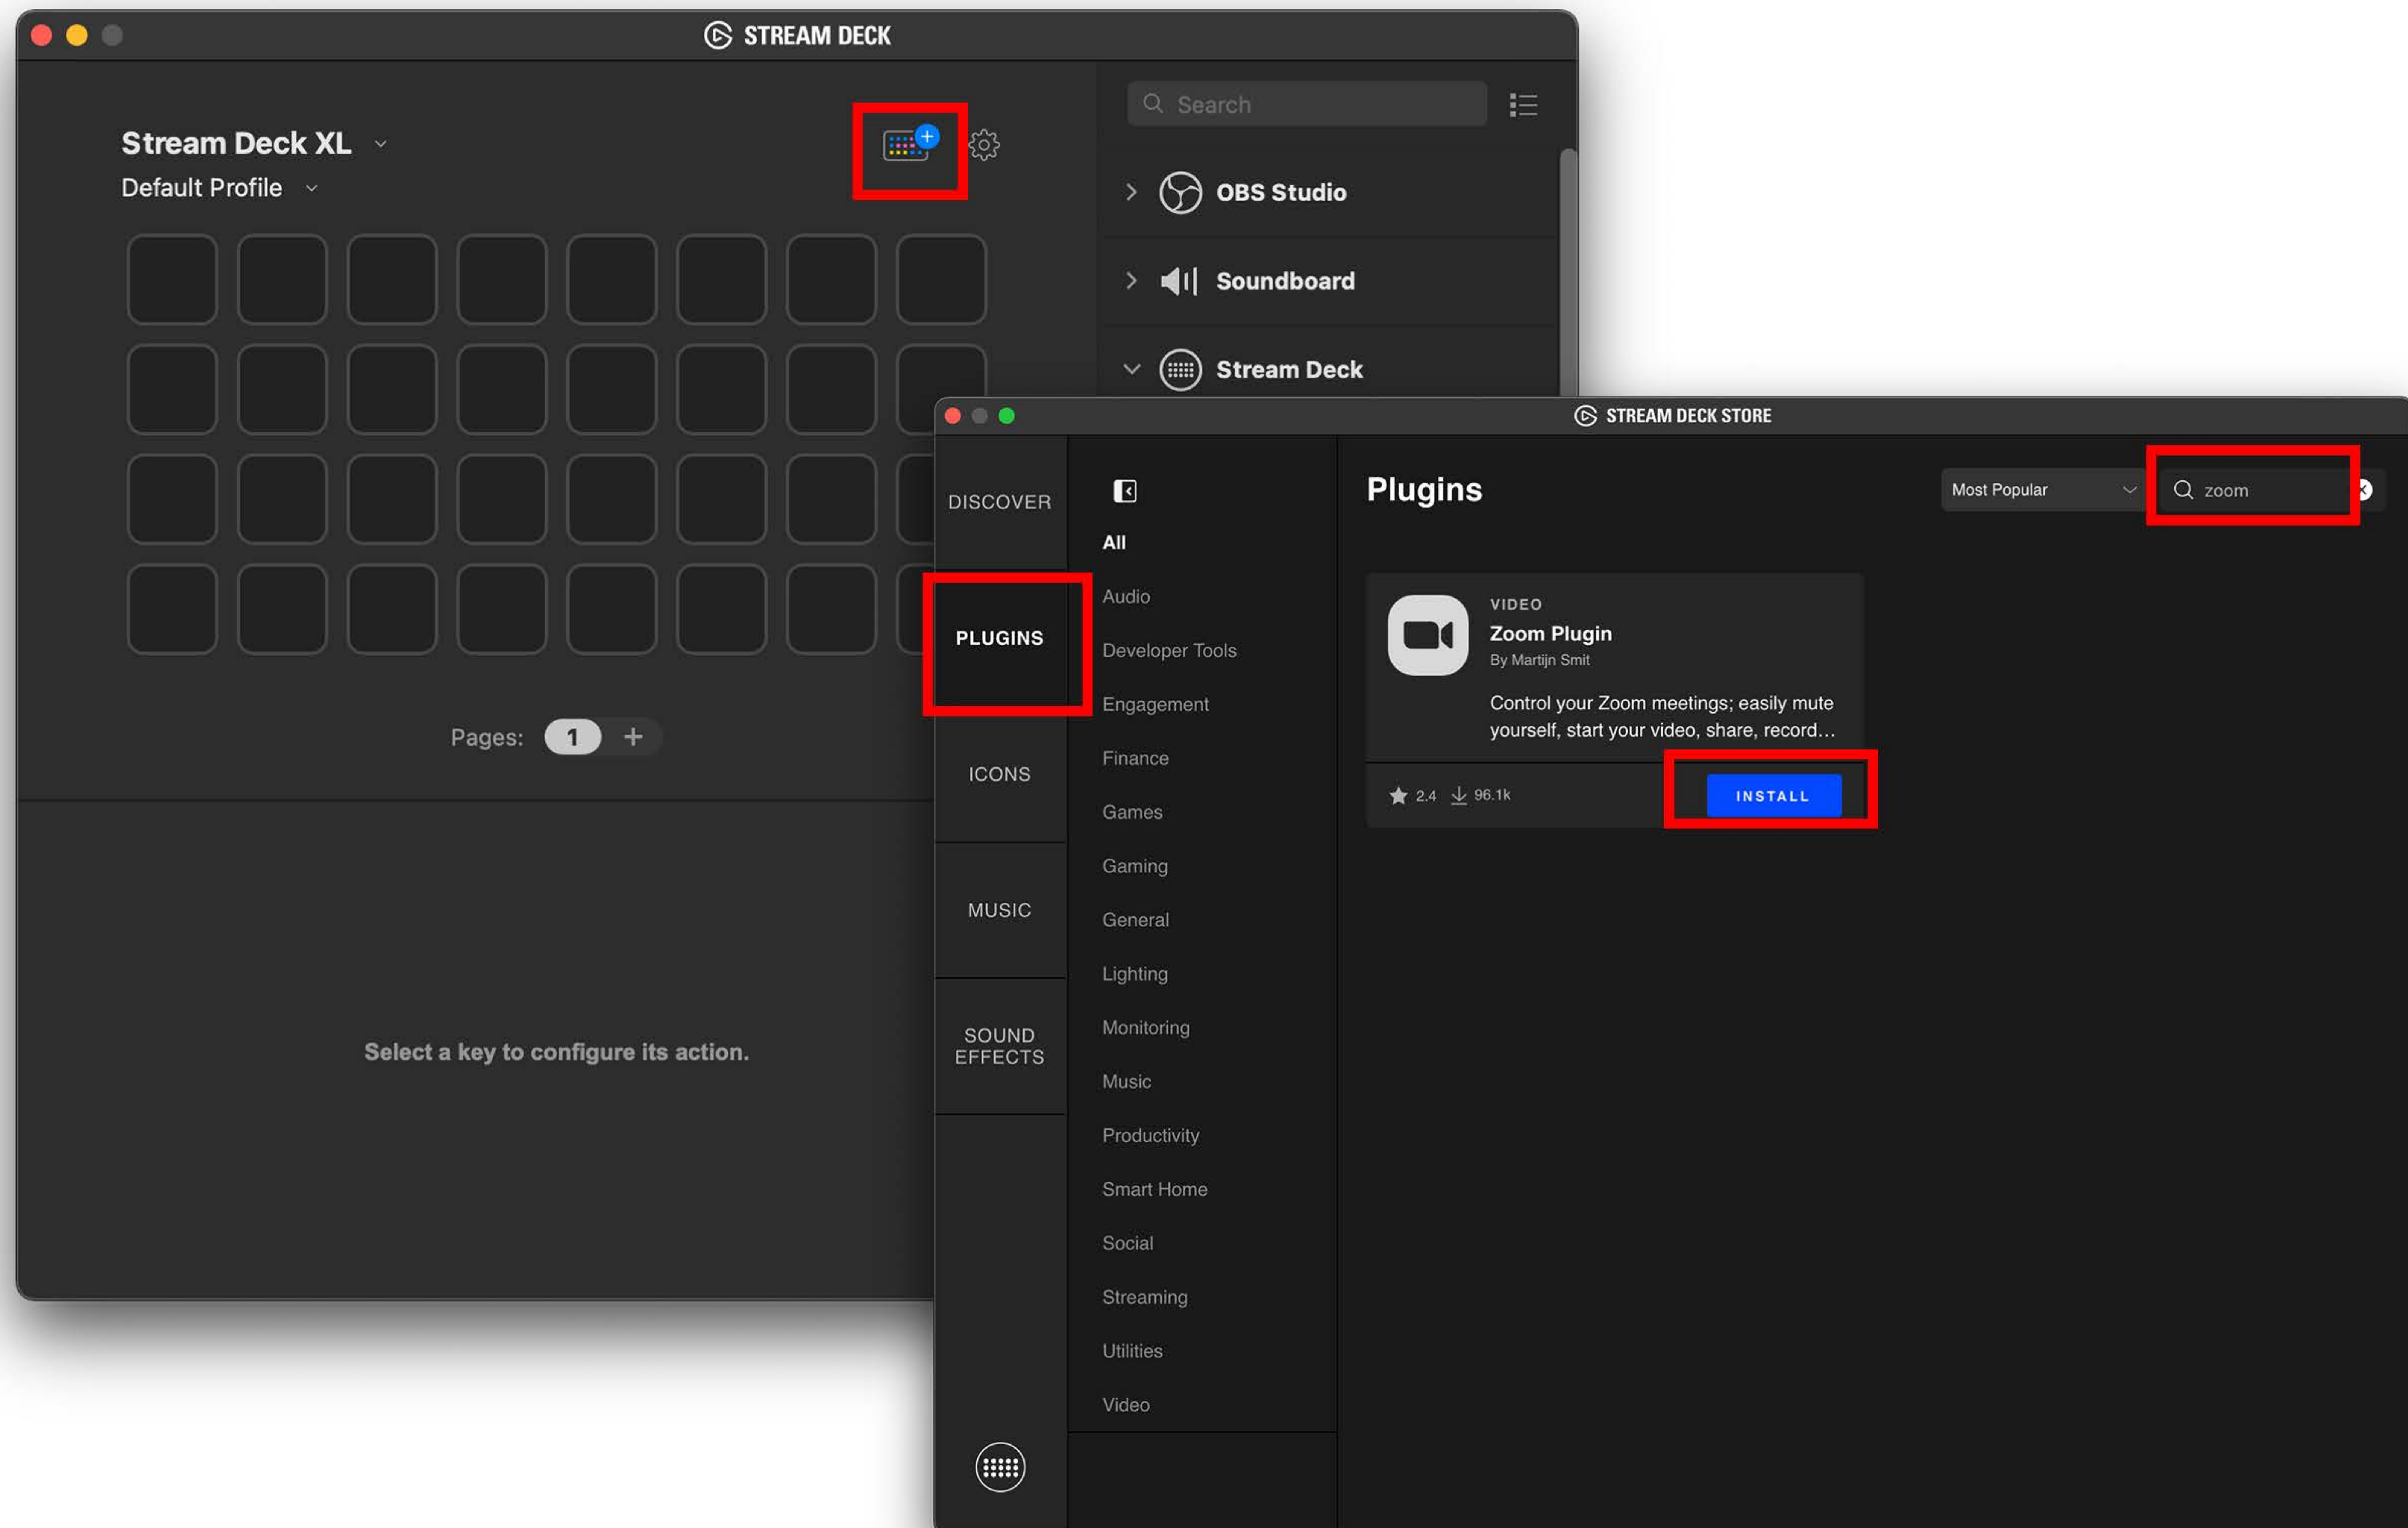 STREAM DECK
Stream Deck XL
Default Profile
Search
OBS Studio
Soundboard
Stream Deck
Pages: 1 +
Select a key to configure its action.
STREAM DECK STORE
DISCOVER
PLUGINS
ICONS
MUSIC
SOUND
EFFECTS
All
Audio
Developer Tools
Engagement
Finance
Games
Gaming
General
Lighting
Monitoring
Music
Productivity
Smart Home
Social
Streaming
Utilities
Video
Plugins
Most Popular
zoom
VIDEO
Zoom Plugin
By Martijn Smit
Control your Zoom meetings; easily mute
yourself, start your video, share, record...
2.4 96.1k
INSTALL